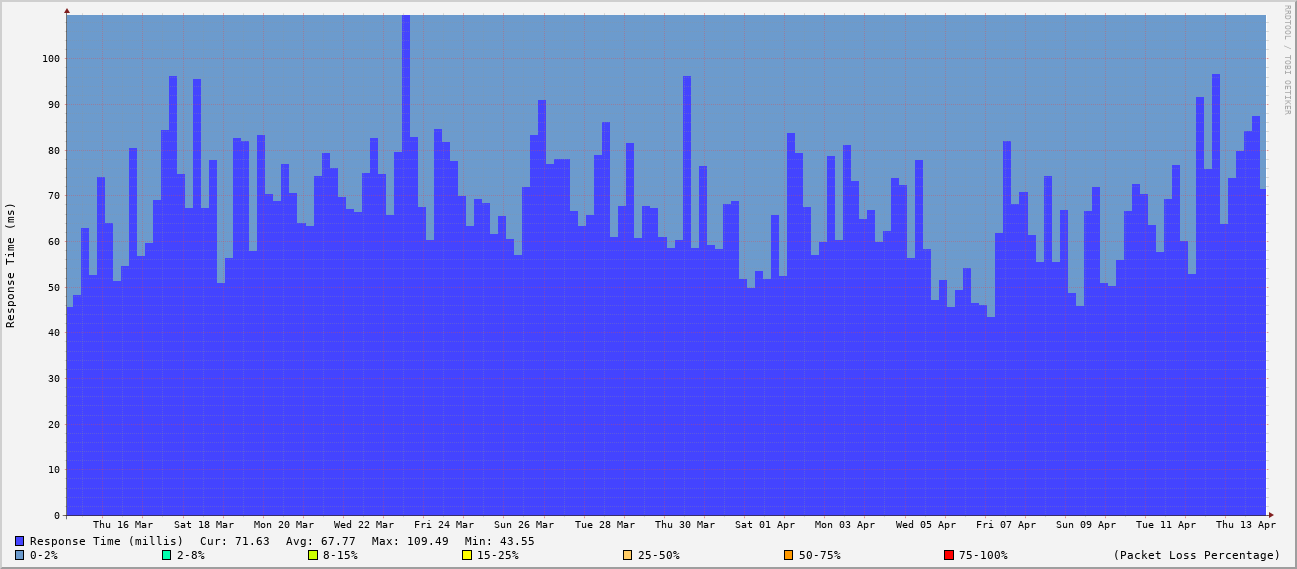 RRDTOOL / TOBI OETIKER
Response Time (ms)
100
90
80
70
60
50
40
30
20
10
0
Thu 16 Mar Sat 18 Mar Mon 20 Mar Wed 22 Mar Fri 24 Mar Sun 26 Mar Tue 28 Mar Thu 30 Mar Sat 01 Apr Mon 03 Apr Wed 05 Apr Fri 07 Apr Sun 09 Apr Tue 11 Apr Thu 13 Apr
Response Time (millis) Cur: 71.63 Avg: 67.77 Max: 109.49 Min: 43.55
0-2% 2-8% 8-15% 15-25% 25-50% 50-75% 75-100% (Packet Loss Percentage)